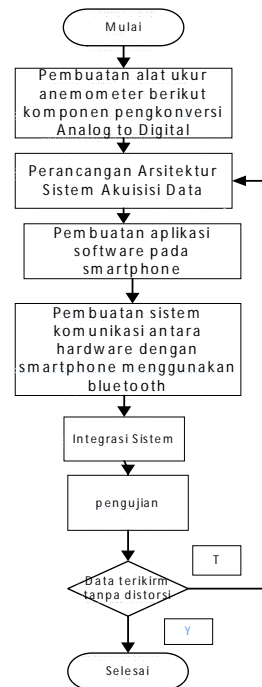 Mulai
Pembuatan alat ukur
anemometer berikut
komponen pengkonversi
Analog to Digital
Perancangan Arsitektur
Sistem Akuisisi Data
Pembuatan aplikasi
software pada
smartphone
Pembuatan sistem
komunikasi antara
hardware dengan
smartphone menggunakan
bluetooth
Integrasi Sistem
pengujian
Data terikirm
tanpa distorsi
T
Y
Selesai